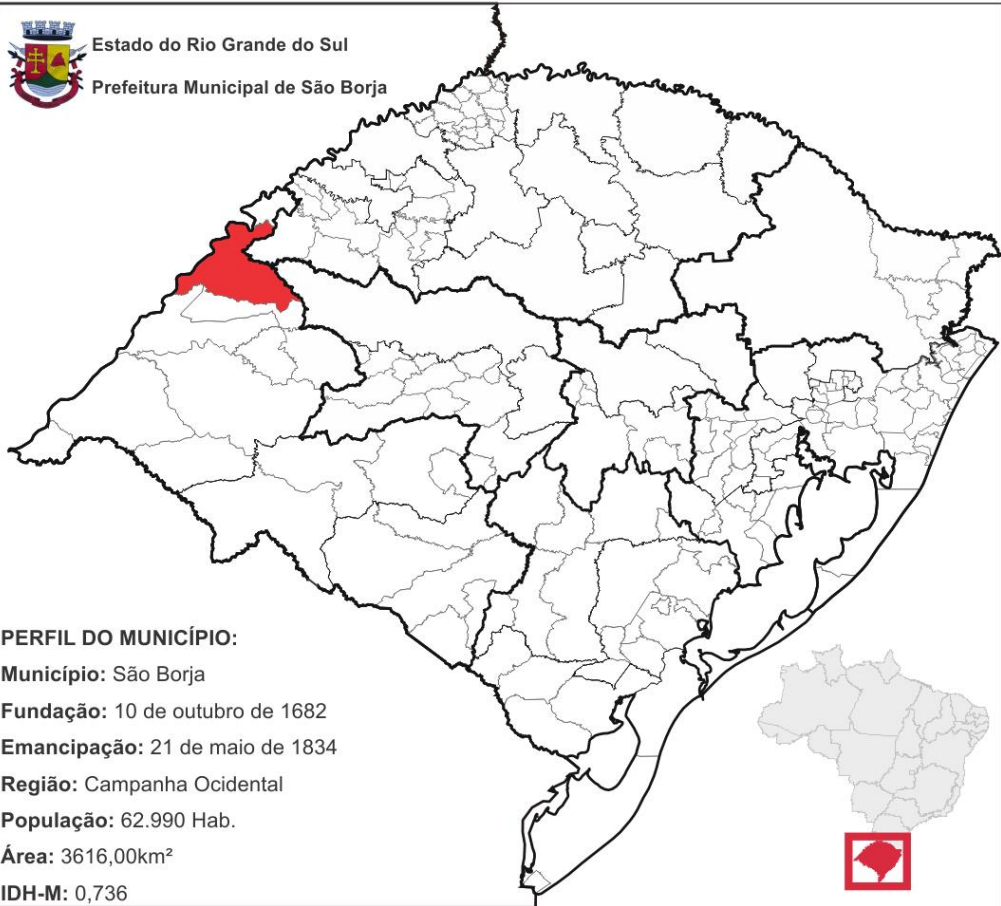 Estado do Rio Grande do Sul
Prefeitura Municipal de São Borja
PERFIL DO MUNICÍPIO:
Município: São Borja
Fundação: 10 de outubro de 1682
Emancipação: 21 de maio de 1834
Região: Campanha Ocidental
População: 62.990 Hab.
Área: 3616,00km²
IDH-M: 0,736